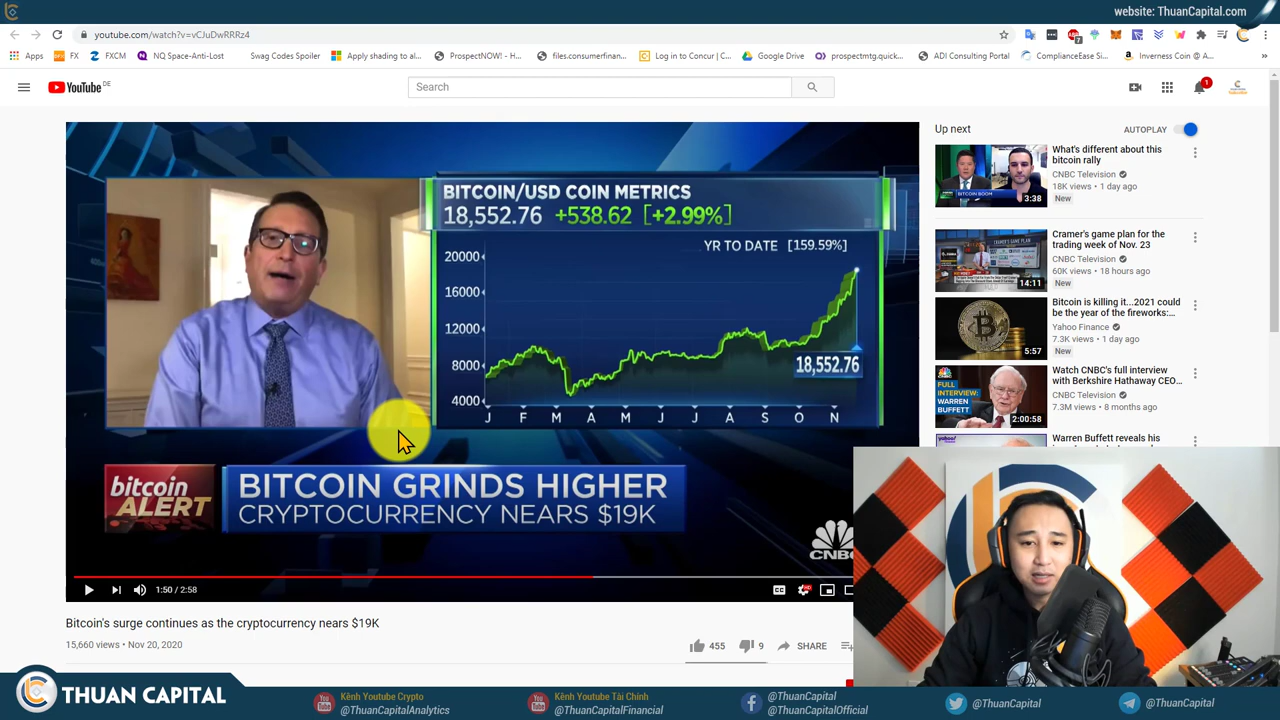 website: ThuanCapital.com
youtube.com/watch?v=vCJuDwRRRz4
Apps
FX
FXCM
NQ Space-Anti-Lost
Swag Codes Spoiler
Apply shading to al...
ProspectNOW! - H...
files.consumerfinan...
Log in to Concur | C...
Google Drive
prospectmtg.quick...
ADI Consulting Portal
ComplianceEase Si...
Inverness Coin @ A...
YouTube DE
Search
1
BITCOIN/USD COIN METRICS
18,552.76 +538.62 [+2.99%]
YR TO DATE [159.59%]
20000
16000
12000
8000
4000
18,552.76
J F M A M J J A S O N
bitcoin
ALERT
BITCOIN GRINDS HIGHER
CRYPTOCURRENCY NEARS $19K
CNBC
1:50 / 2:58
CC
HD
Bitcoin's surge continues as the cryptocurrency nears $19K
15,660 views • Nov 20, 2020
455
9
SHARE
Up next
AUTOPLAY
What's different about this
bitcoin rally
CNBC Television
18K views • 1 day ago
New
BITCOIN BOOM
3:38
Cramer's game plan for the
trading week of Nov. 23
CNBC Television
60K views • 18 hours ago
New
14:11
Bitcoin is killing it...2021 could
be the year of the fireworks:...
Yahoo Finance
7.3K views • 1 day ago
New
5:57
Watch CNBC's full interview
with Berkshire Hathaway CEO...
CNBC Television
7.3M views • 8 months ago
FULL
INTERVIEW:
WARREN
BUFFETT
2:00:58
Warren Buffett reveals his
THUAN CAPITAL
Kênh Youtube Crypto
@ThuanCapitalAnalytics
Kênh Youtube Tài Chính
@ThuanCapitalFinancial
@ThuanCapital
@ThuanCapitalOfficial
@ThuanCapital
@ThuanCapital